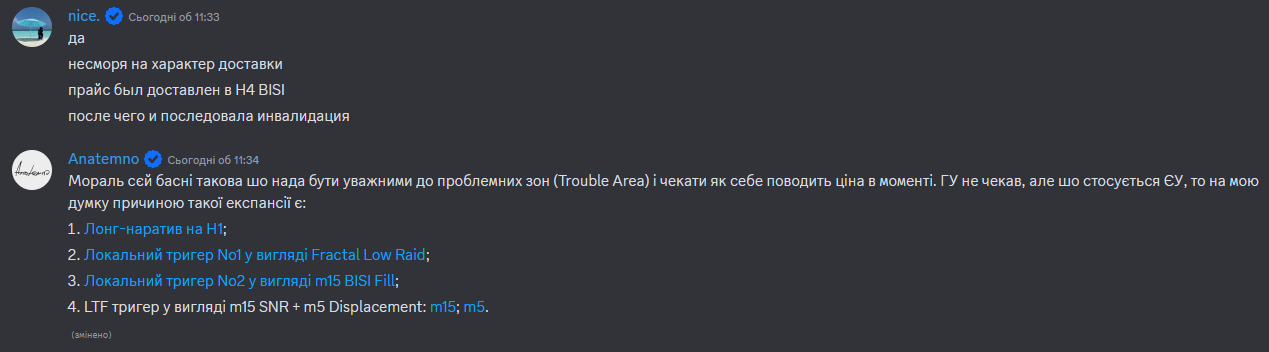 nice. Сьогодні об 11:33
да
несморя на характер доставки
прайс был доставлен в H4 BISI
после чего и последовала инвалидация
Anatemno Сьогодні об 11:34
Мораль сєй басні такова шо нада бути уважними до проблемних зон (Trouble Area) і чекати як себе поводить ціна в моменті. ГУ не чекав, але шо стосується ЄУ, то на мою
думку причиною такої експансії є:
1. Лонг-наратив на H1;
2. Локальний тригер No1 у вигляді Fractal Low Raid;
3. Локальний тригер No2 у вигляді m15 BISI Fill;
4. LTF тригер у вигляді m15 SNR + m5 Displacement: m15; m5.
(змінено)